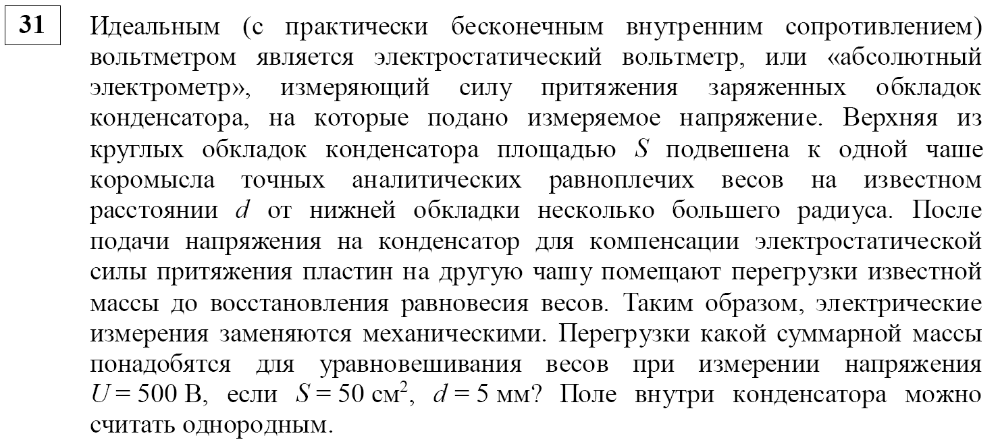 31
Идеальным (с практически бесконечным внутренним сопротивлением)
вольтметром является электростатический вольтметр, или «абсолютный
электрометр», измеряющий силу притяжения заряженных обкладок
конденсатора, на которые подано измеряемое напряжение. Верхняя из
круглых обкладок конденсатора площадью S подвешена к одной чаше
коромысла точных аналитических равноплечих весов на известном
расстоянии d от нижней обкладки несколько большего радиуса. После
подачи напряжения на конденсатор для компенсации электростатической
силы притяжения пластин на другую чашу помещают перегрузки известной
массы до восстановления равновесия весов. Таким образом, электрические
измерения заменяются механическими. Перегрузки какой суммарной массы
понадобятся для уравновешивания весов при измерении напряжения
U = 500 В, если S = 50 см², d = 5 мм? Поле внутри конденсатора можно
считать однородным.